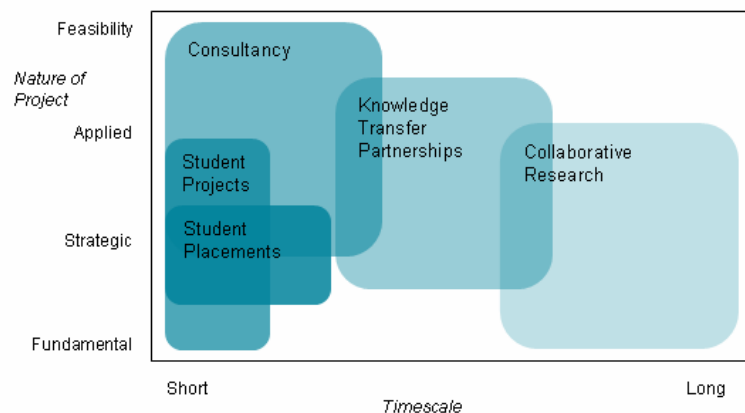 Feasibility
Consultancy
Nature of
Project
Knowledge
Transfer
Partnerships
Applied
Collaborative
Research
Student
Projects
Student
Placements
Strategic
Fundamental
Short
Long
Timescale